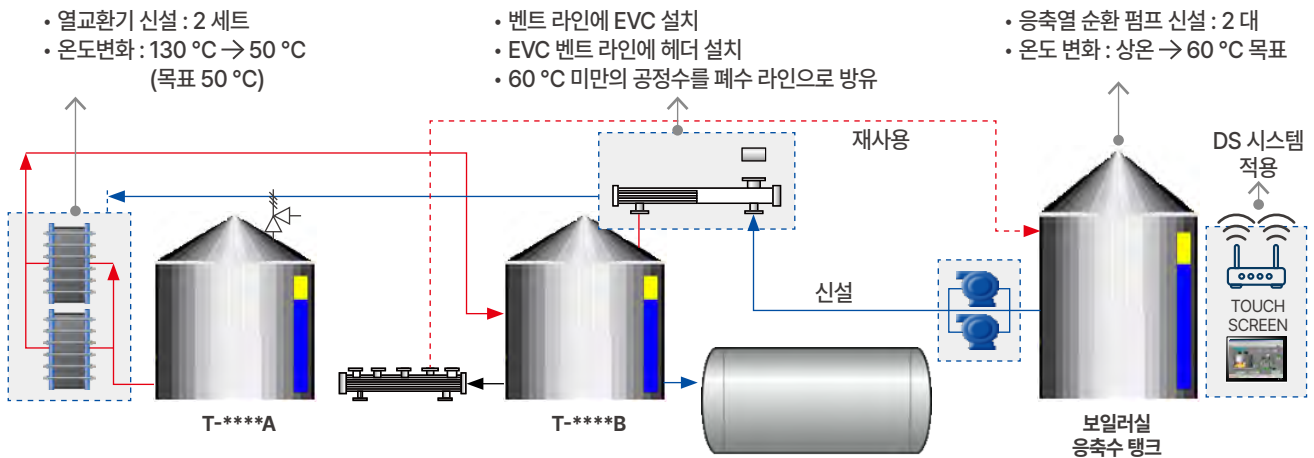 • 열교환기 신설 : 2 세트
• 온도변화 : 130 °C → 50 °C
(목표 50 °C)
• 벤트 라인에 EVC 설치
• EVC 벤트 라인에 헤더 설치
• 60 °C 미만의 공정수를 폐수 라인으로 방유
• 응축열 순환 펌프 신설 : 2 대
• 온도 변화 : 상온 → 60 °C 목표
재사용
DS 시스템
적용
신설
TOUCH
SCREEN
T-****A
T-****B
보일러실
응축수 탱크